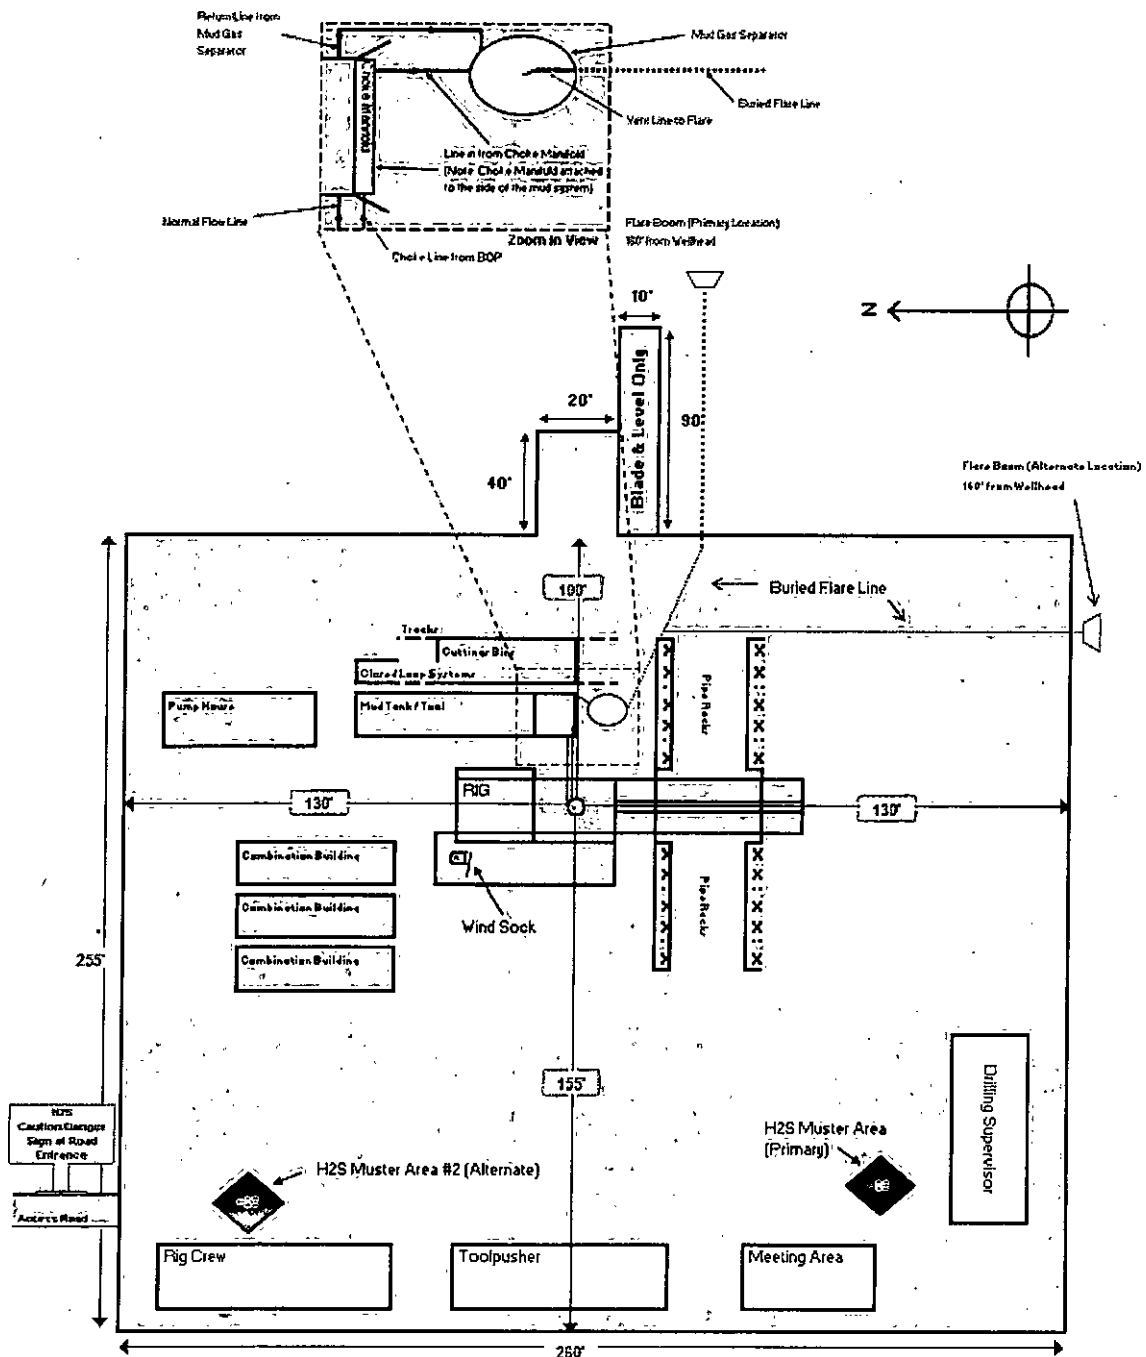 Return Line from
Mud Gas
Separator
Mud Gas Separator
Buried Flare Line
Vent Line to Flare
Choke Manifold
Line in from Choke Manifold
(Note: Choke Manifold attached
to the side of the mud system)
Normal Flow Line
Choke Line from BOP
Zoom In View
Flare Boom (Primary Location)
160' from Wellhead
10'
N
Blade & Level Only
90'
20'
40'
Flare Boom (Alternate Location)
160' from Wellhead
100'
Buried Flare Line
Tracks
Closed Loop Systems
Pump House
Mud Tank / Tool
Pipe Racks
RIG
130'
130'
Combination Building
Combination Building
Combination Building
Wind Sock
Pipe Racks
255'
155'
Drilling Supervisor
H2S
Caution/Danger
Sign at Road
Entrance
H2S Muster Area
(Primary)
H2S Muster Area #2 (Alternate)
Access Road
Rig Crew
Toolpusher
Meeting Area
260'